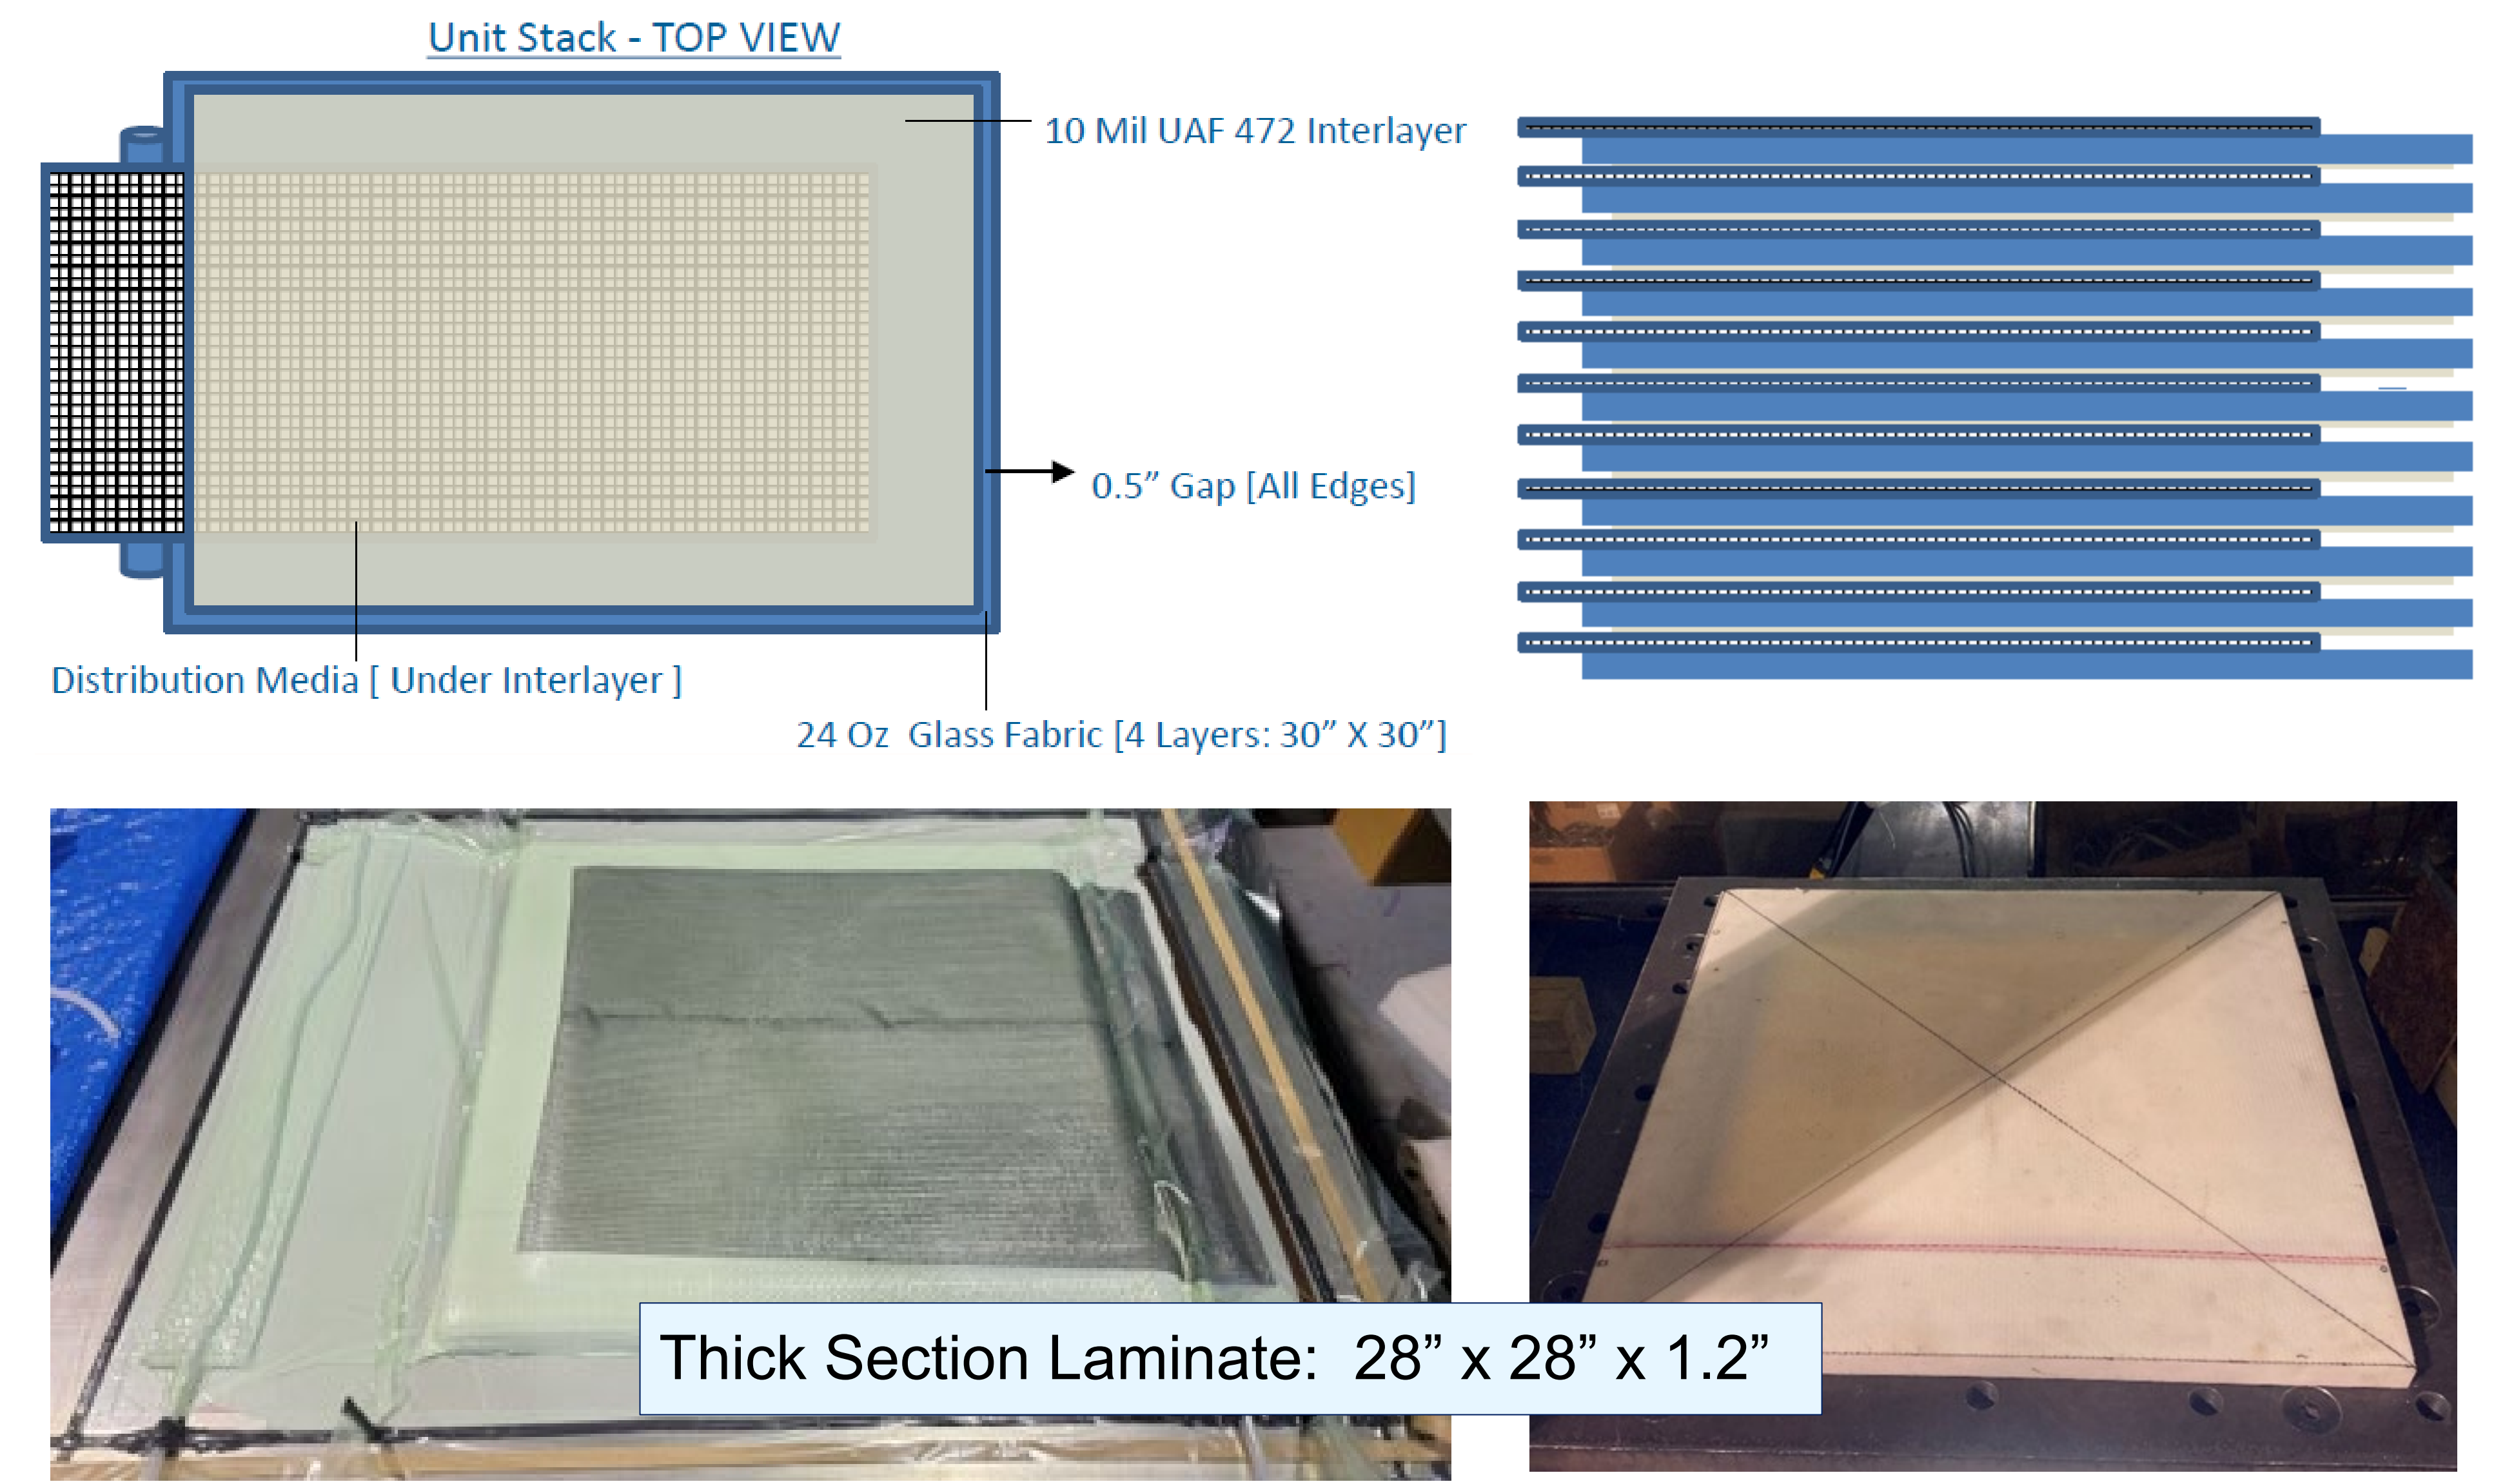 Unit Stack - TOP VIEW
10 Mil UAF 472 Interlayer
0.5” Gap [All Edges]
Distribution Media [ Under Interlayer ]
24 Oz  Glass Fabric [4 Layers: 30” X 30”]
Thick Section Laminate:  28” x 28” x 1.2”